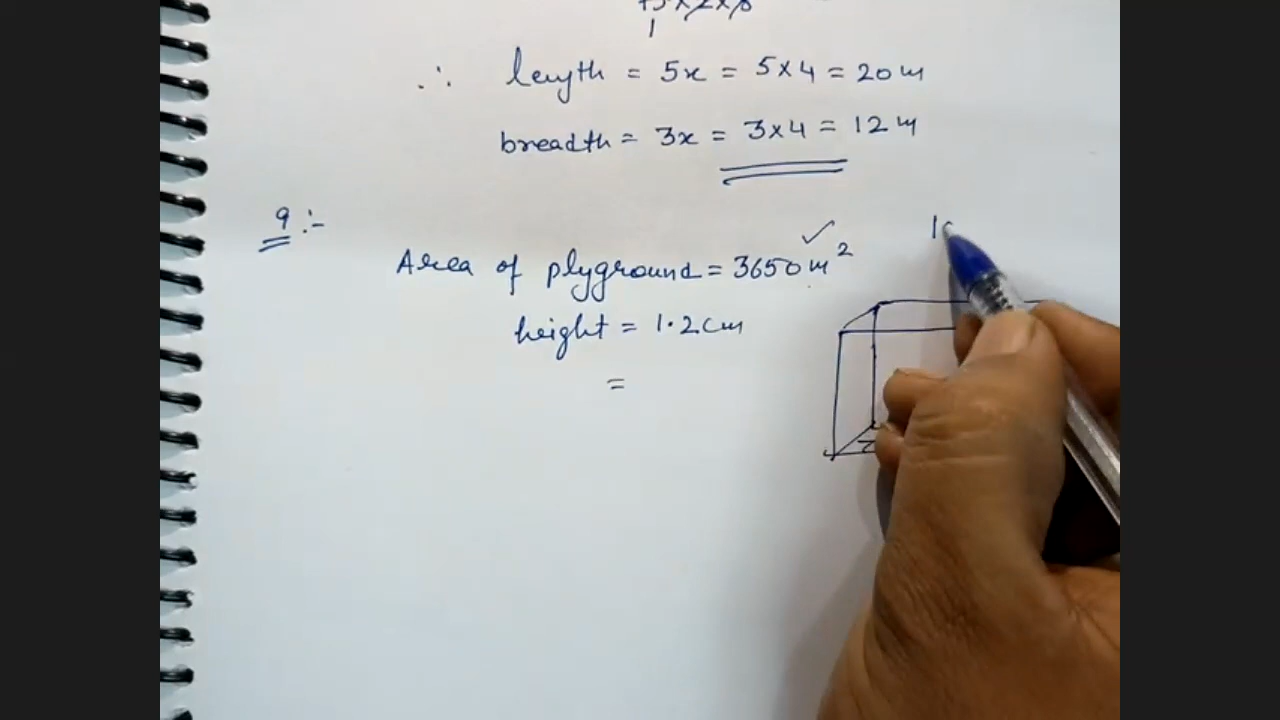 ∴ length = 5x = 5×4 = 20 m
breadth = 3x = 3×4 = 12 m
9 :-
Area of plyground = 3650 m²
height = 1.2 cm
=